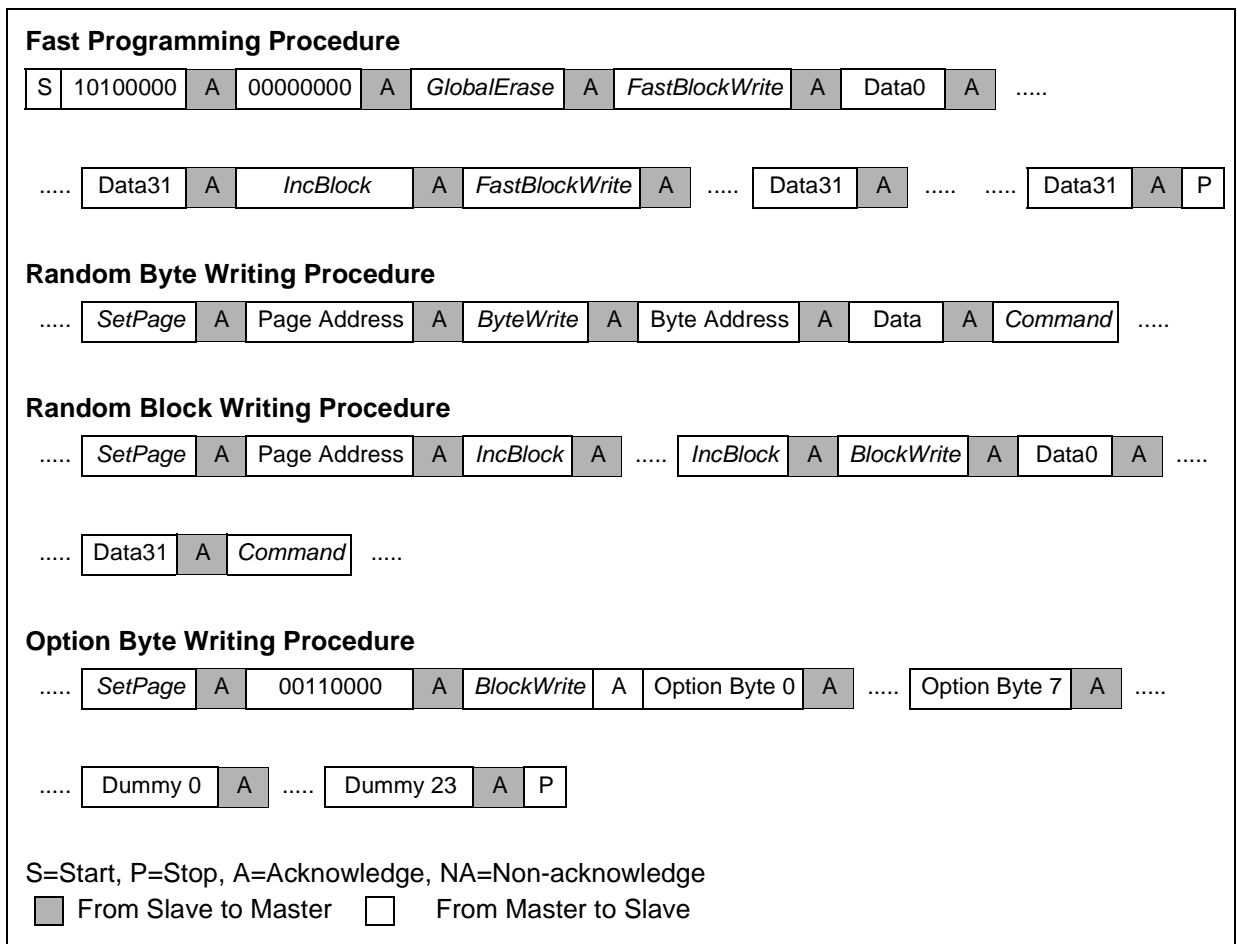 Fast Programming Procedure
S 10100000 A 00000000 A GlobalErase A FastBlockWrite A Data0 A .....
..... Data31 A IncBlock A FastBlockWrite A ..... Data31 A ..... ..... Data31 A P
Random Byte Writing Procedure
..... SetPage A Page Address A ByteWrite A Byte Address A Data A Command .....
Random Block Writing Procedure
..... SetPage A Page Address A IncBlock A ..... IncBlock A BlockWrite A Data0 A .....
..... Data31 A Command .....
Option Byte Writing Procedure
..... SetPage A 00110000 A BlockWrite A Option Byte 0 A ..... Option Byte 7 A .....
..... Dummy 0 A ..... Dummy 23 A P
S=Start, P=Stop, A=Acknowledge, NA=Non-acknowledge
From Slave to Master From Master to Slave